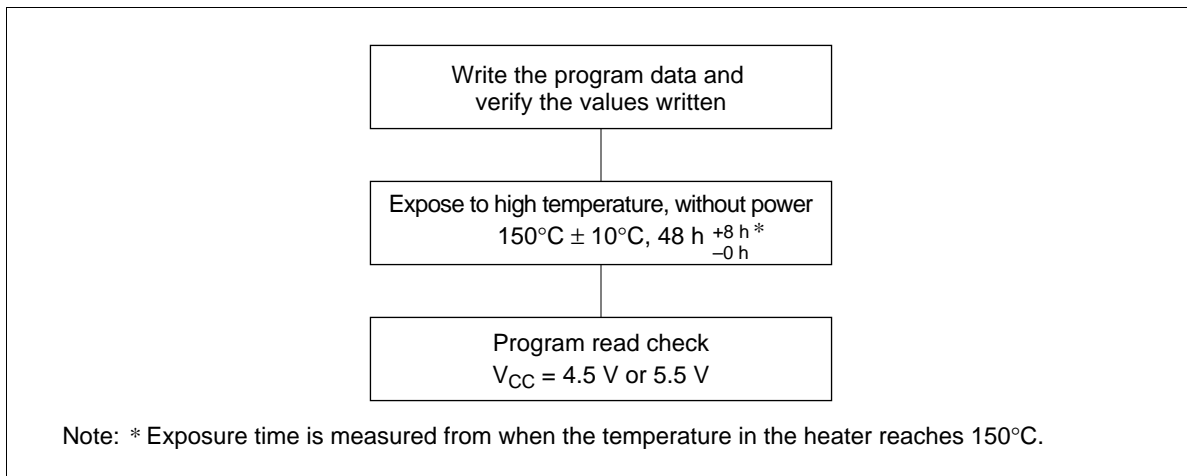 Write the program data and
verify the values written
Expose to high temperature, without power
150°C ± 10°C, 48 h +8 h *
−0 h
Program read check
VCC = 4.5 V or 5.5 V
Note: * Exposure time is measured from when the temperature in the heater reaches 150°C.